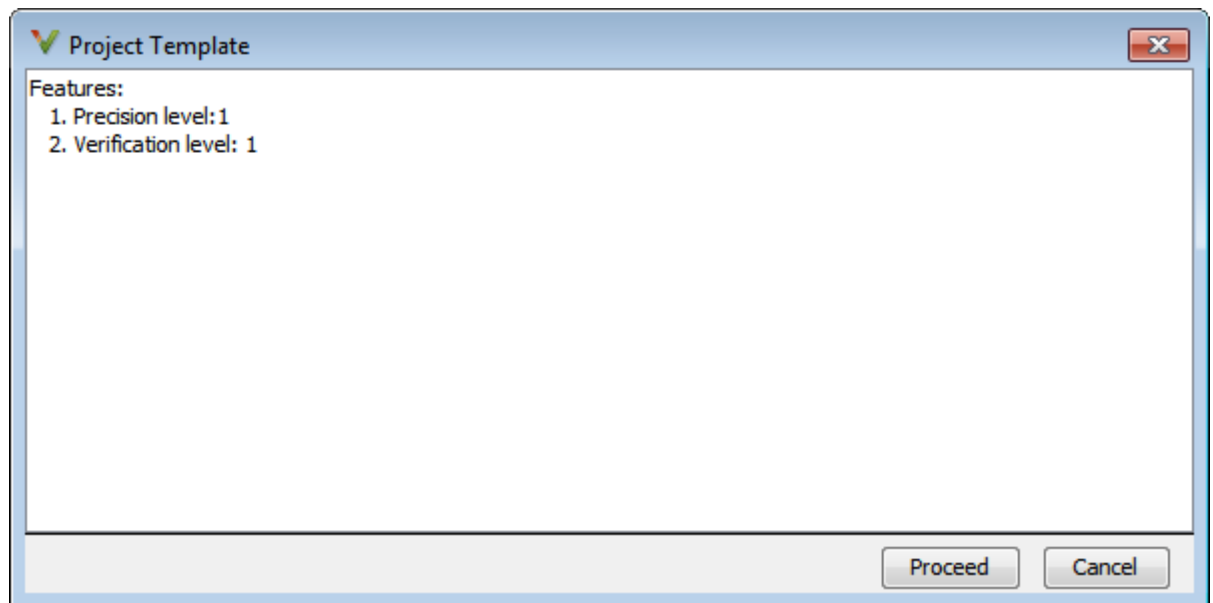 Project Template
Features:
1. Precision level:1
2. Verification level: 1
Proceed Cancel